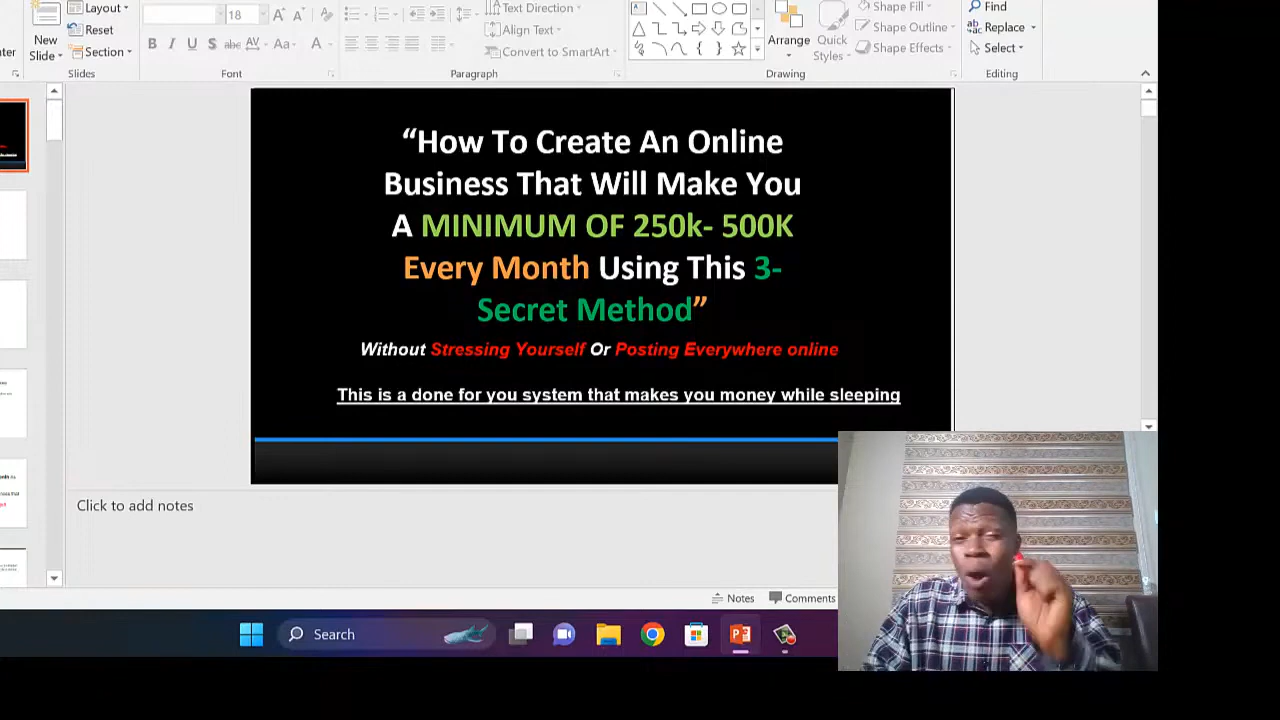 Layout
Reset
New
Slide
Section
Slides
18
B I U S abc AV Aa A
Font
Text Direction
Align Text
Convert to SmartArt
Paragraph
Arrange
Quick
Styles
Shape Fill
Shape Outline
Shape Effects
Drawing
Find
Replace
Select
Editing
“How To Create An Online
Business That Will Make You
A MINIMUM OF 250k- 500K
Every Month Using This 3-
Secret Method”
Without Stressing Yourself Or Posting Everywhere online
This is a done for you system that makes you money while sleeping
Click to add notes
Notes
Comments
Search